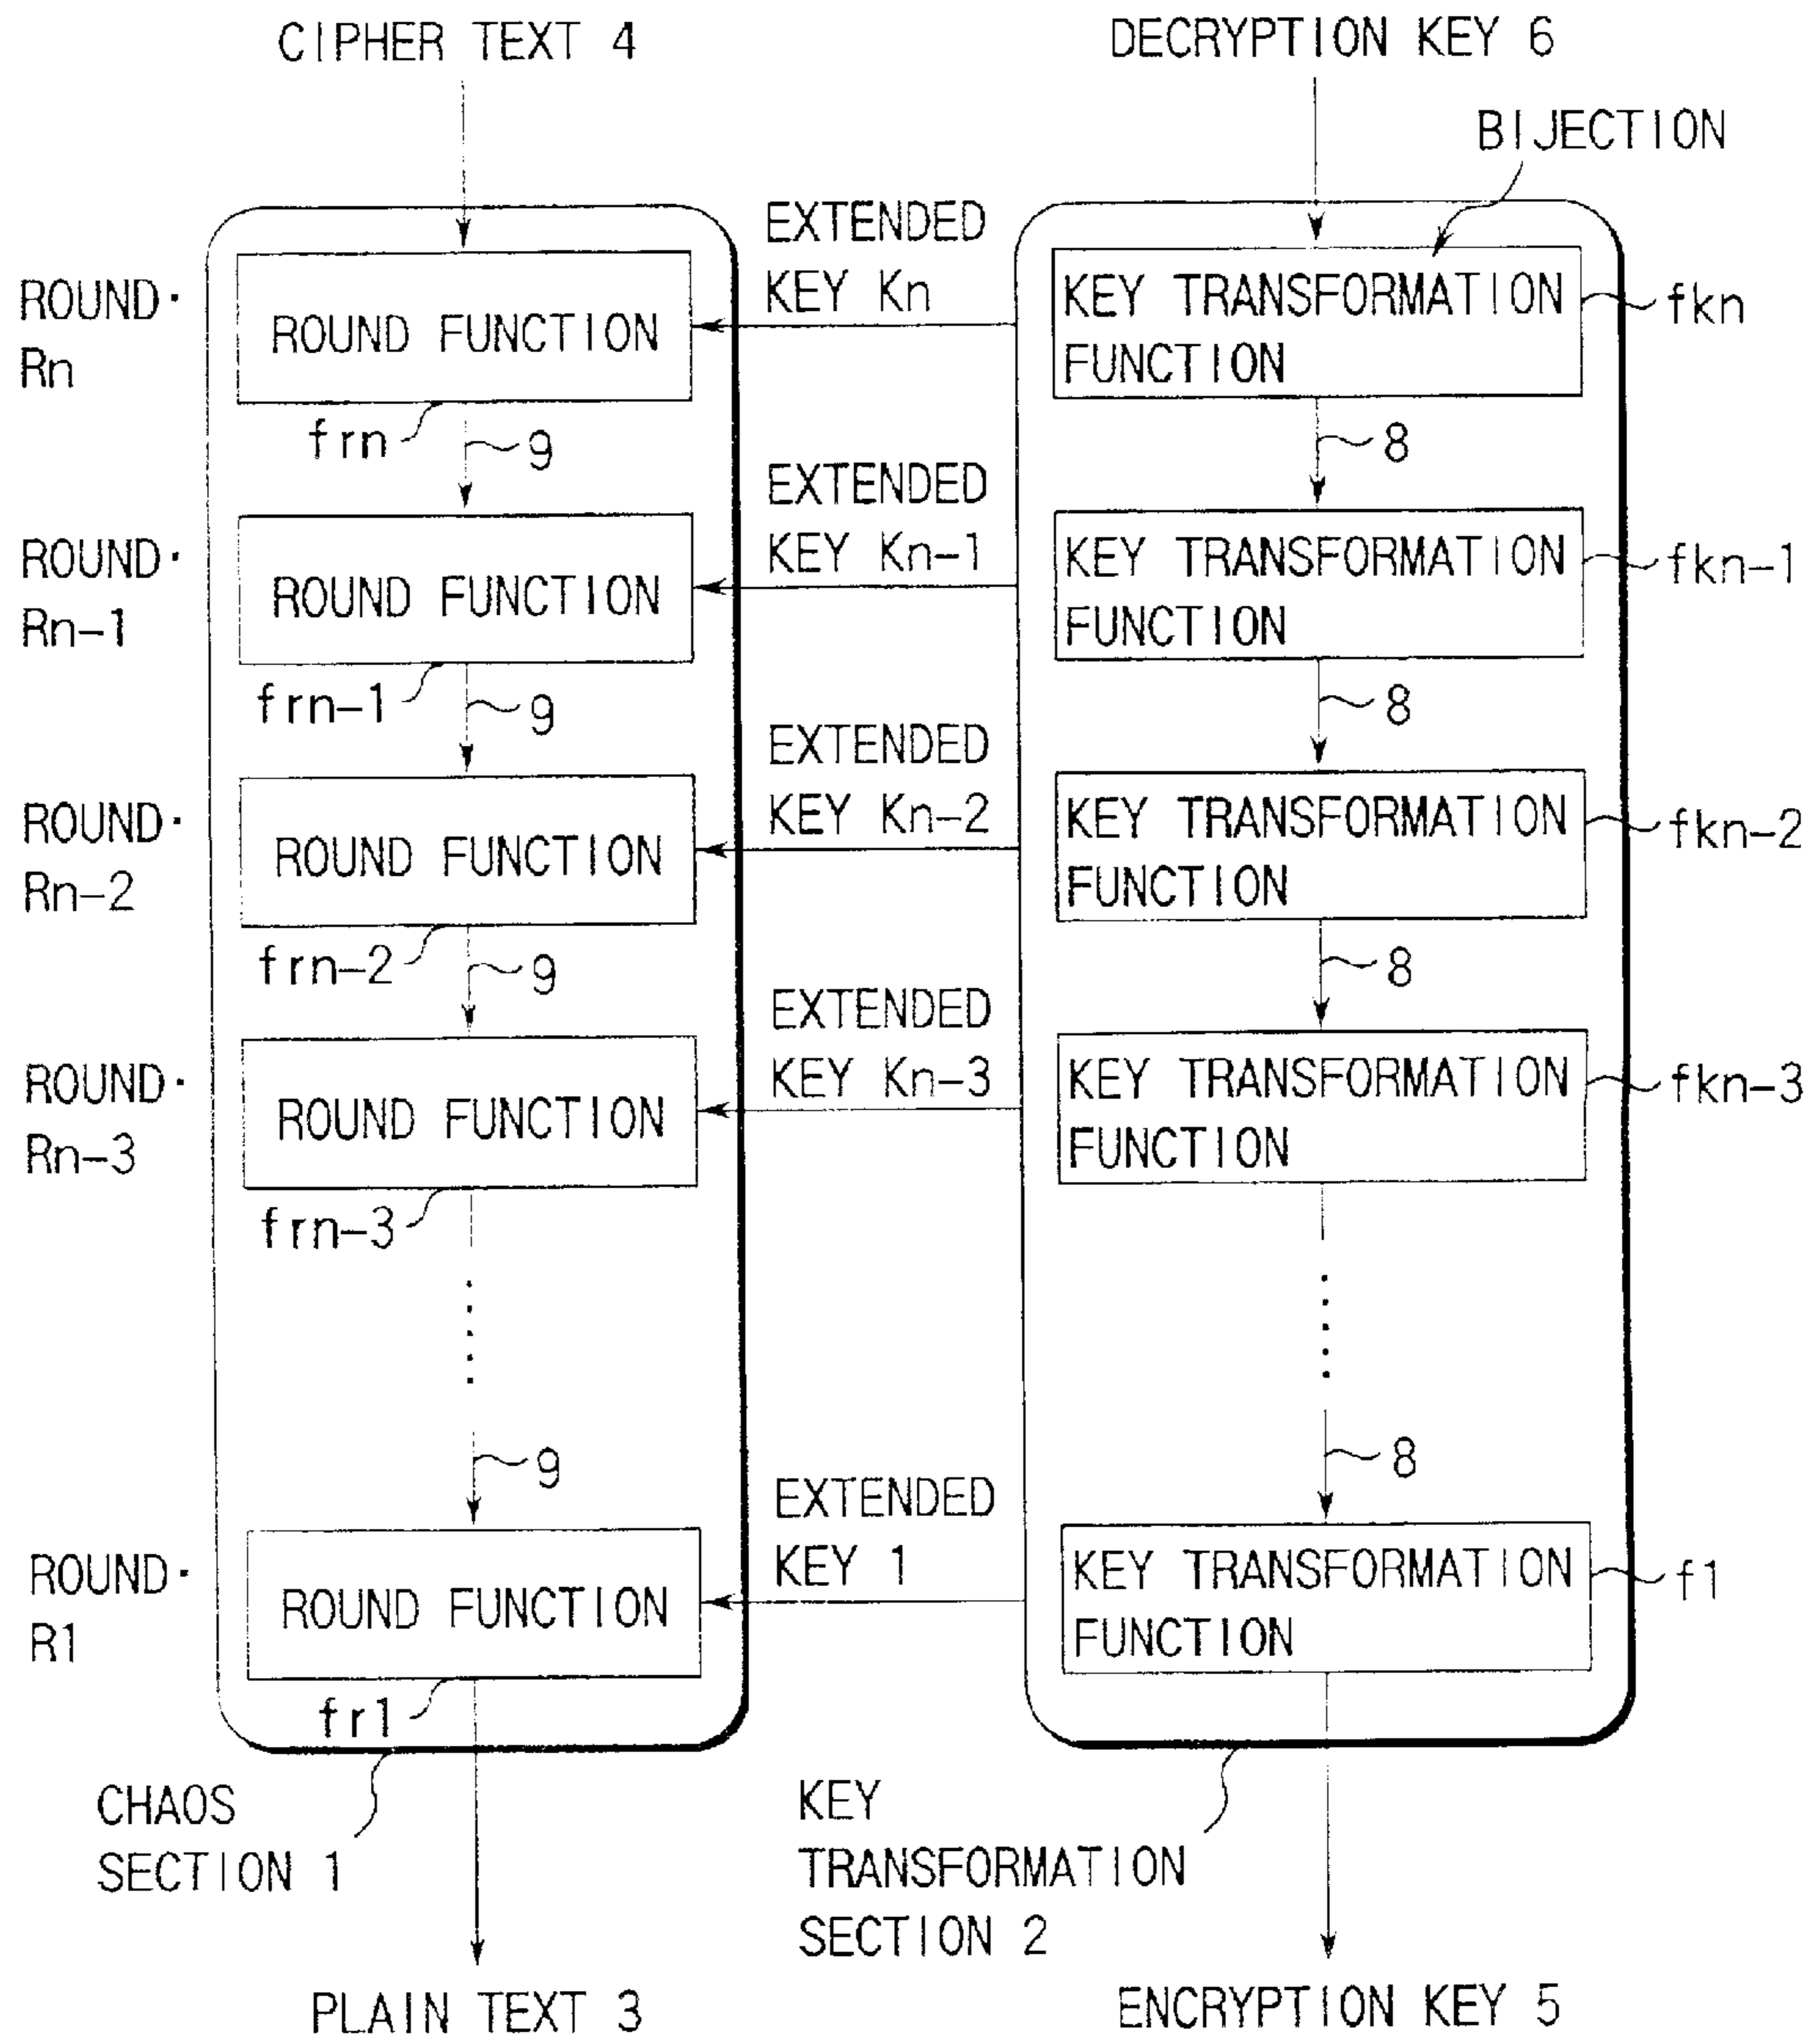 CIPHER TEXT 4
DECRYPTION KEY 6
BIJECTION
ROUND·
Rn
ROUND FUNCTION
frn
9
EXTENDED
KEY Kn
KEY TRANSFORMATION
FUNCTION
fkn
8
ROUND·
Rn-1
ROUND FUNCTION
frn-1
9
EXTENDED
KEY Kn-1
KEY TRANSFORMATION
FUNCTION
fkn-1
8
ROUND·
Rn-2
ROUND FUNCTION
frn-2
9
EXTENDED
KEY Kn-2
KEY TRANSFORMATION
FUNCTION
fkn-2
8
ROUND·
Rn-3
ROUND FUNCTION
frn-3
EXTENDED
KEY Kn-3
KEY TRANSFORMATION
FUNCTION
fkn-3
9
8
ROUND·
R1
ROUND FUNCTION
fr1
EXTENDED
KEY 1
KEY TRANSFORMATION
FUNCTION
f1
CHAOS
SECTION 1
KEY
TRANSFORMATION
SECTION 2
PLAIN TEXT 3
ENCRYPTION KEY 5